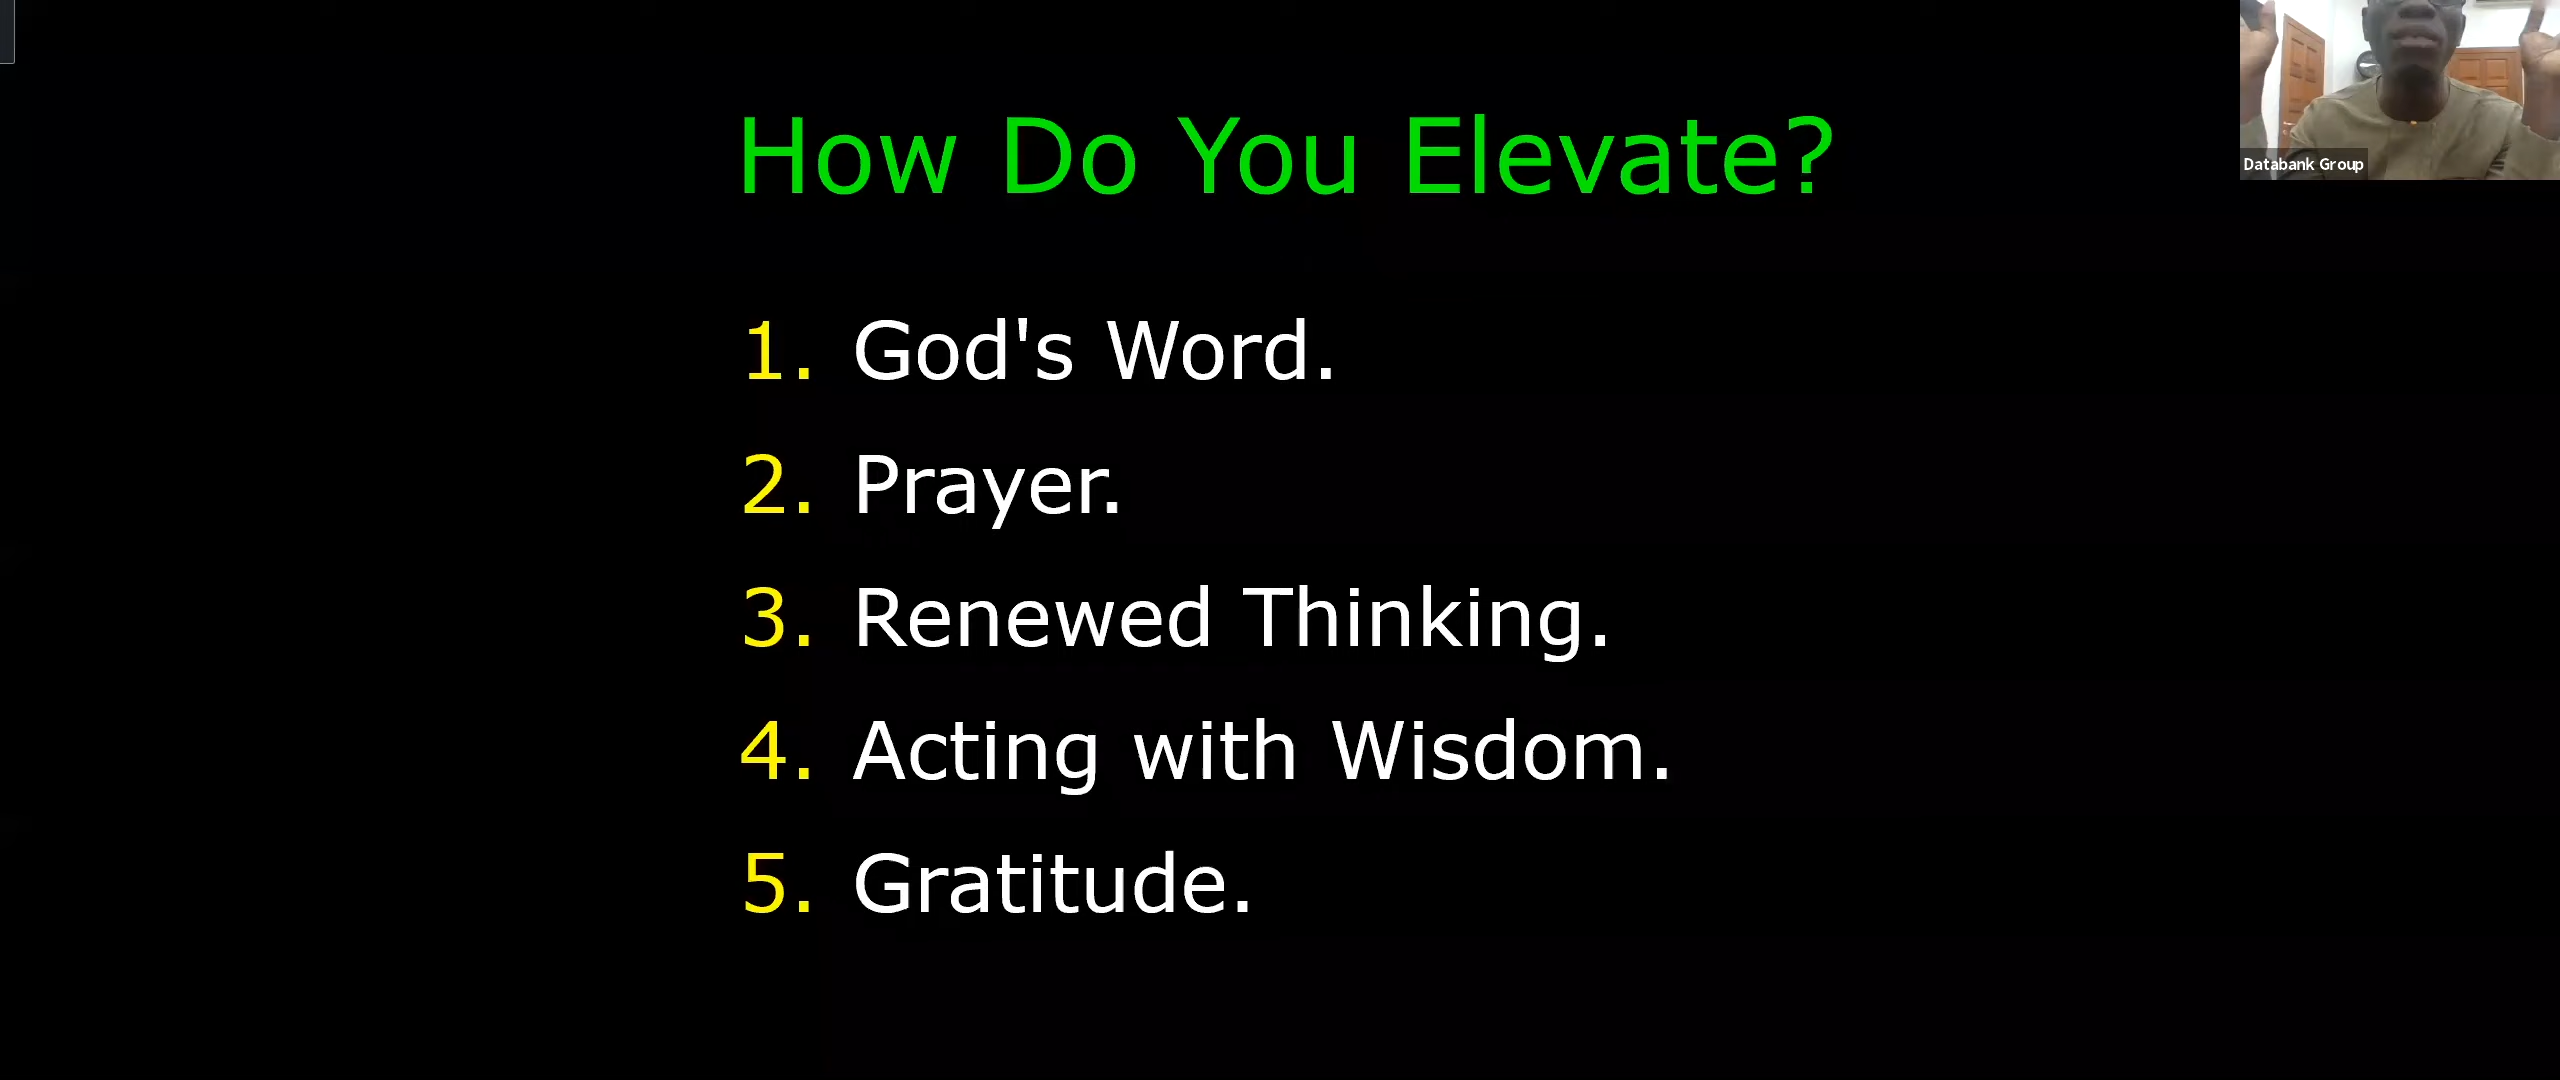 How Do You Elevate?
1. God's Word.
2. Prayer.
3. Renewed Thinking.
4. Acting with Wisdom.
5. Gratitude.
Databank Group